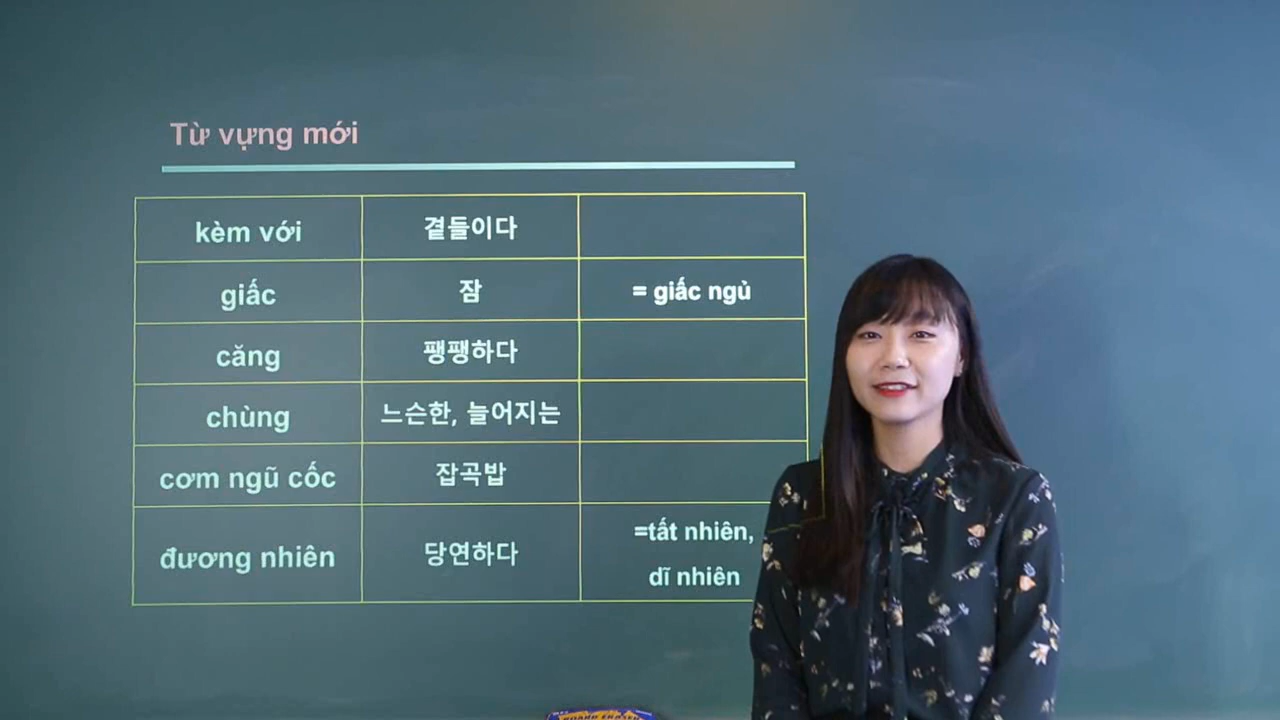 Từ vựng mới
kèm với 곁들이다
giấc 잠 = giấc ngủ
căng 팽팽하다
chùng 느슨한, 늘어지는
cơm ngũ cốc 잡곡밥
đương nhiên 당연하다 =tất nhiên,
dĩ nhiên